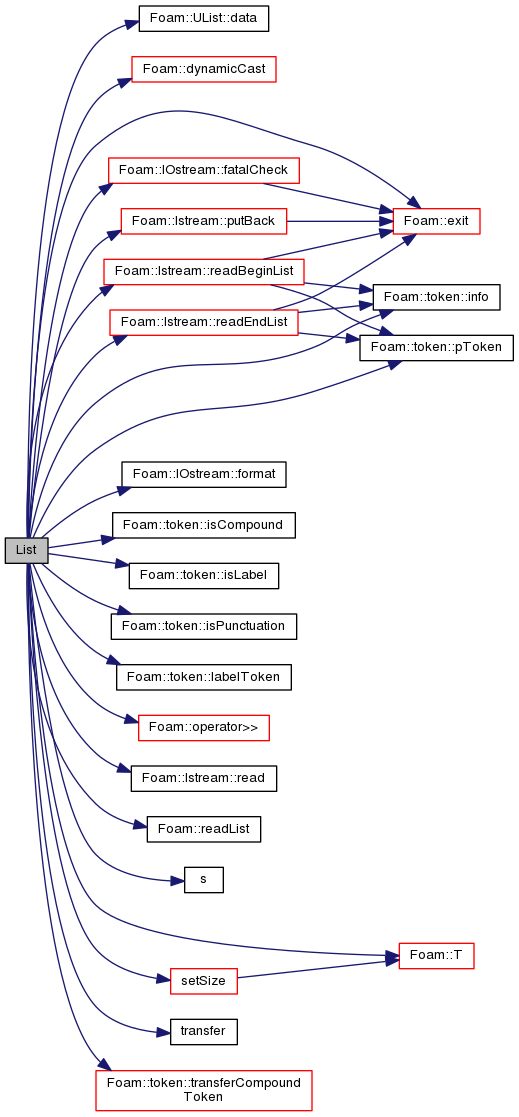 Foam::UList::data
Foam::dynamicCast
Foam::IOstream::fatalCheck
Foam::Istream::putBack
Foam::exit
Foam::Istream::readBeginList
Foam::token::info
Foam::Istream::readEndList
Foam::token::pToken
Foam::IOstream::format
Foam::token::isCompound
List
Foam::token::isLabel
Foam::token::isPunctuation
Foam::token::labelToken
Foam::operator>>
Foam::Istream::read
Foam::readList
s
Foam::T
setSize
transfer
Foam::token::transferCompound
Token